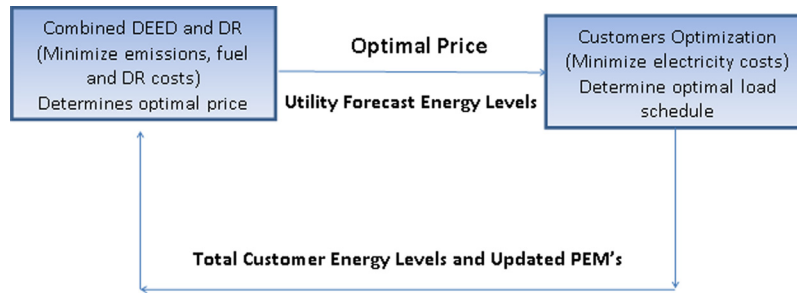 Combined DEED and DR
(Minimize emissions, fuel
and DR costs)
Determines optimal price
Optimal Price
Utility Forecast Energy Levels
Customers Optimization
(Minimize electricity costs)
Determine optimal load
schedule
Total Customer Energy Levels and Updated PEM's